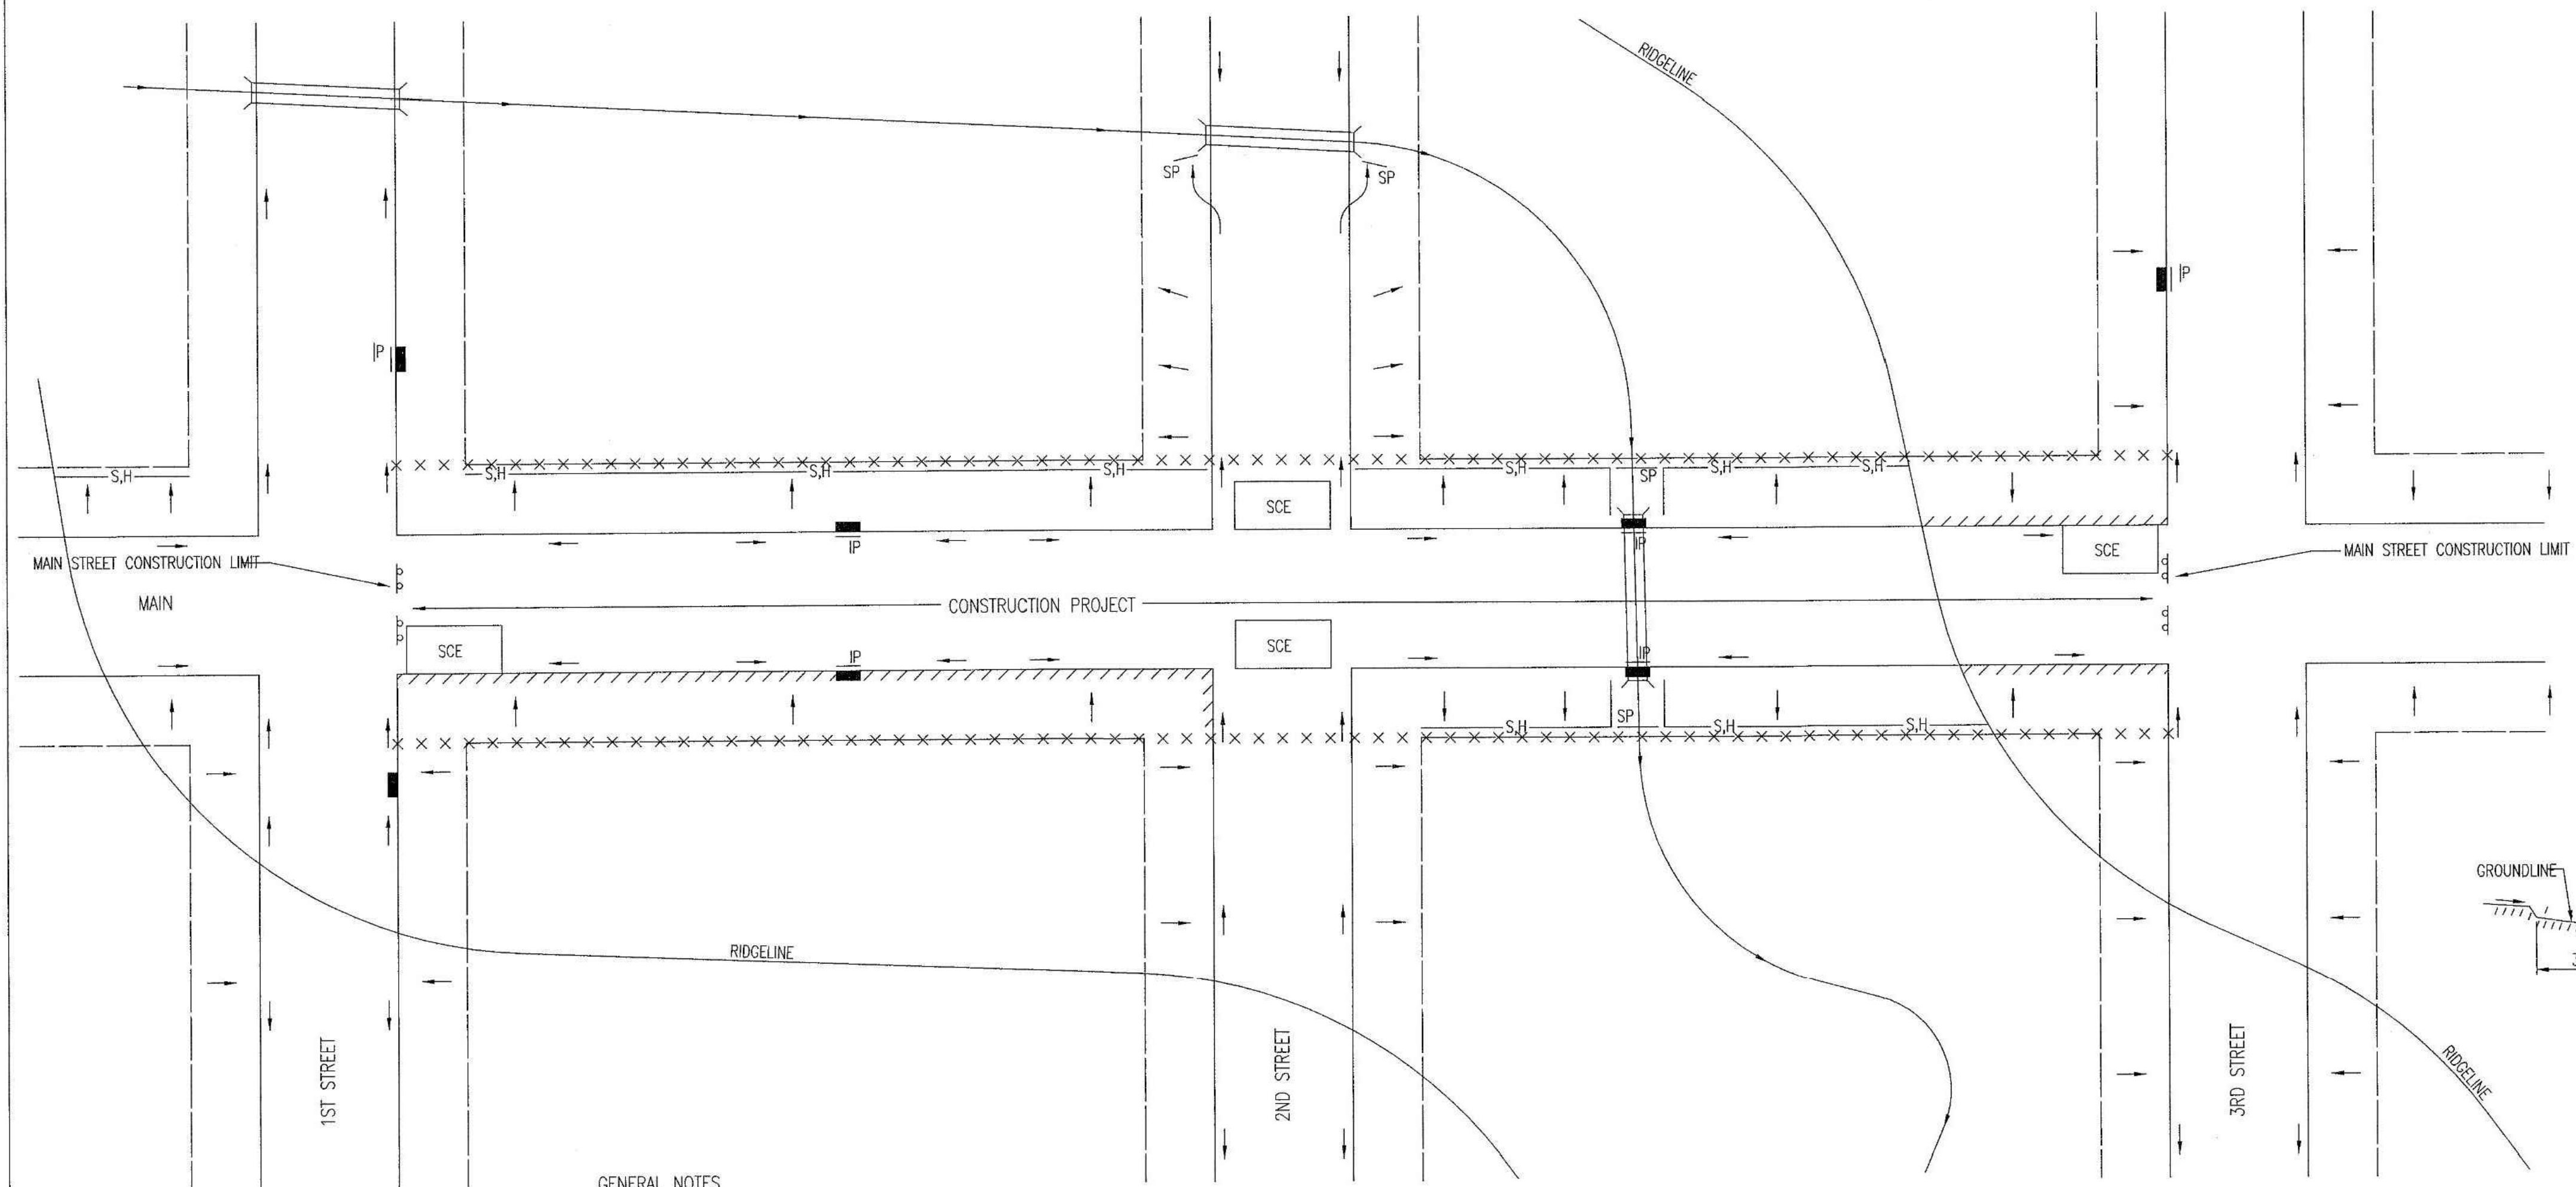 RIDGELINE
SP
SP
IP
IP
S,H
S,H
S,H
S,H
S,H
SP
S,H
S,H
SCE
IP
IP
SCE
MAIN STREET CONSTRUCTION LIMIT
MAIN STREET CONSTRUCTION LIMIT
MAIN
CONSTRUCTION PROJECT
SCE
SCE
IP
IP
S,H
SP
S,H
S,H
GROUNDLINE
RIDGELINE
1ST STREET
2ND STREET
3RD STREET
RIDGELINE
GENERAL NOTES